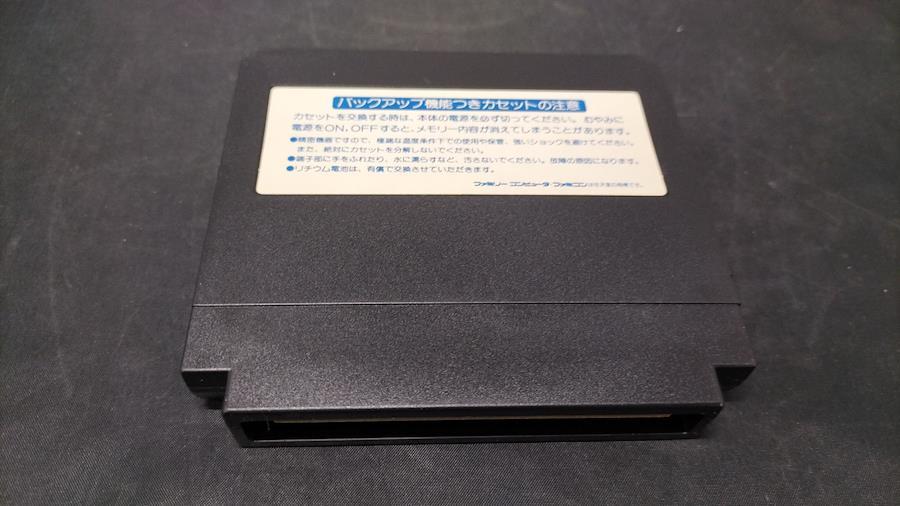 バックアップ機能つきカセットの注意
カセットを交換する時は、本体の電源を必ず切ってください。むやみに
電源をON,OFFすると、メモリー内容が消えてしまうことがあります。
●精密機器ですので、極端な温度条件下での使用や保管、強いショックを避けてください。
また、絶対にカセットを分解しないでください。
●端子部に手をふれたり、水に濡らすなど、汚さないでください。故障の原因になります。
●リチウム電池は、有償で交換させていただきます。
ファミリーコンピュータ・ファミコンは任天堂の商標です。